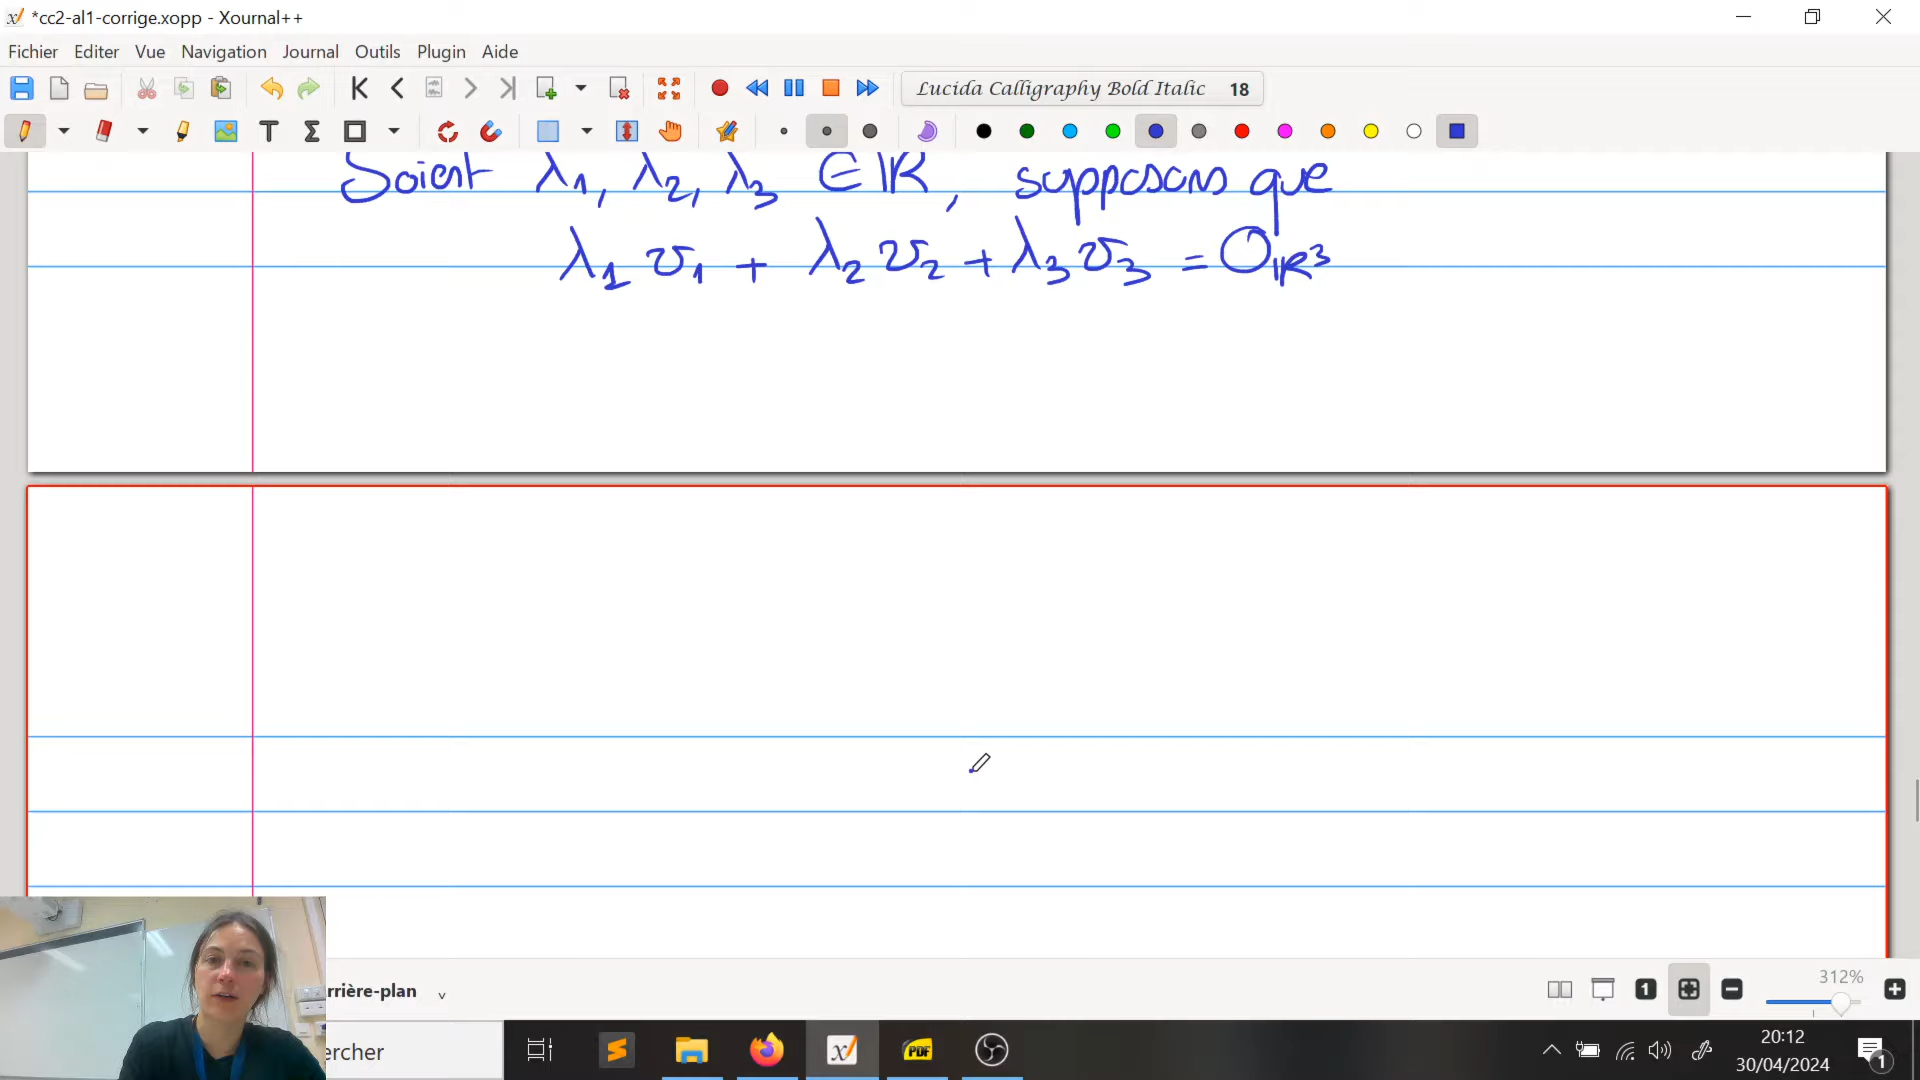 *cc2-al1-corrige.xopp - Xournal++
Fichier Editer Vue Navigation Journal Outils Plugin Aide
Lucida Calligraphy Bold Italic 18
Soient λ1, λ2, λ3 ∈ ℝ, supposons que
λ1 v1 + λ2 v2 + λ3 v3 = 0ℝ³
rrière-plan
312%
ercher
20:12
30/04/2024
1